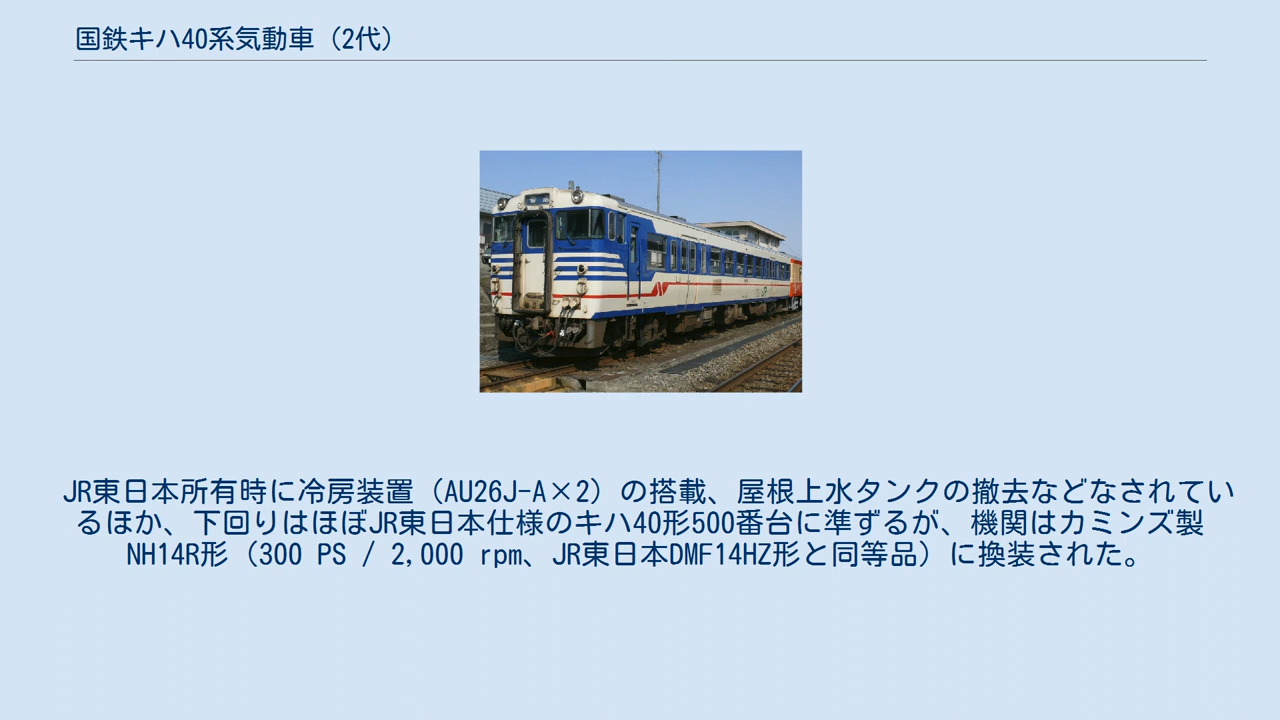 国鉄キハ40系気動車（2代）
JR東日本所有時に冷房装置（AU26J-A×2）の搭載、屋根上水タンクの撤去などなされてい
るほか、下回りはほぼJR東日本仕様のキハ40形500番台に準ずるが、機関はカミンズ製
NH14R形（300 PS / 2,000 rpm、JR東日本DMF14HZ形と同等品）に換装された。